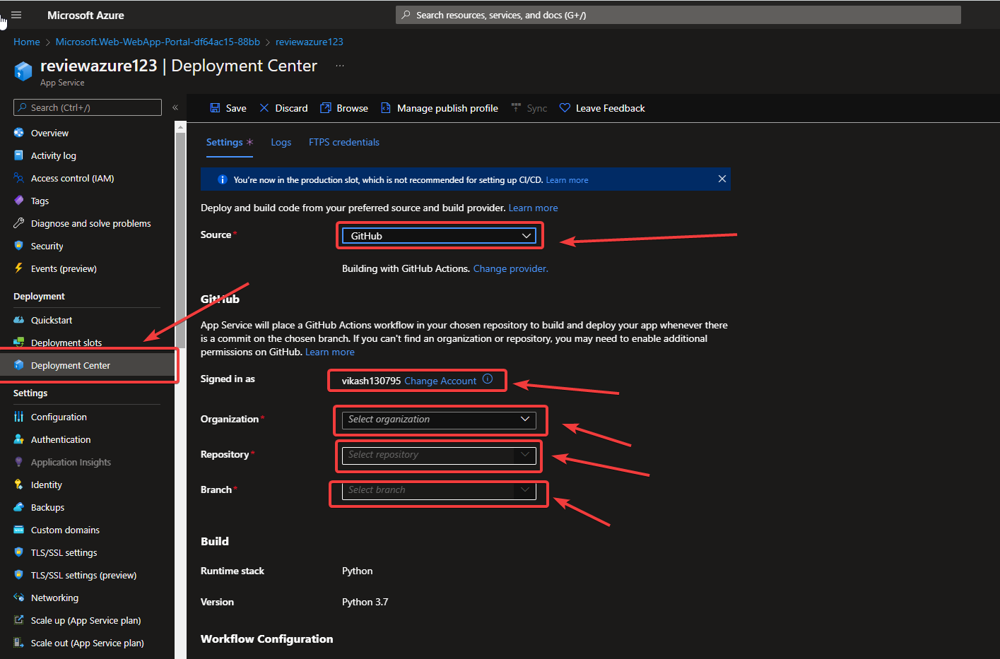 Microsoft Azure
Search resources, services, and docs (G+/)
Home > Microsoft.Web-WebApp-Portal-df64ac15-88bb > reviewazure123
reviewazure123 | Deployment Center ...
App Service
Search (Ctrl+/) «
Overview
Activity log
Access control (IAM)
Tags
Diagnose and solve problems
Security
Events (preview)
Deployment
Quickstart
Deployment slots
Deployment Center
Settings
Configuration
Authentication
Application Insights
Identity
Backups
Custom domains
TLS/SSL settings
TLS/SSL settings (preview)
Networking
Scale up (App Service plan)
Scale out (App Service plan)
Save Discard Browse Manage publish profile Sync Leave Feedback
Settings * Logs FTPS credentials
You're now in the production slot, which is not recommended for setting up CI/CD. Learn more
Deploy and build code from your preferred source and build provider. Learn more
Source * GitHub
Building with GitHub Actions. Change provider.
GitHub
App Service will place a GitHub Actions workflow in your chosen repository to build and deploy your app whenever there
is a commit on the chosen branch. If you can't find an organization or repository, you may need to enable additional
permissions on GitHub. Learn more
Signed in as vikash130795 Change Account
Organization * Select organization
Repository * Select repository
Branch * Select branch
Build
Runtime stack Python
Version Python 3.7
Workflow Configuration